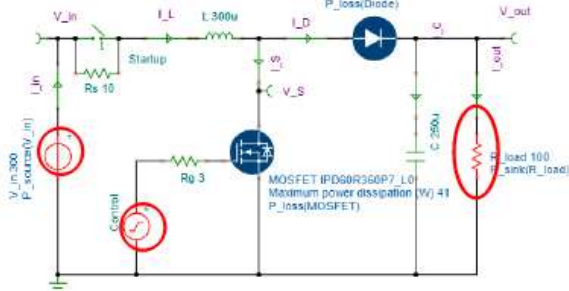 P_loss(Diode)
V_in
I_L
L 300u
I_D
I_C
V_out
Startup
Rs 10
I_in
I_S
V_S
I_out
V_in 300
P_source(V_in)
C 250u
R_load 100
P_sink(R_load)
Rg 3
Control
MOSFET IPD60R360P7_L0
Maximum power dissipation (W) 41
P_loss(MOSFET)